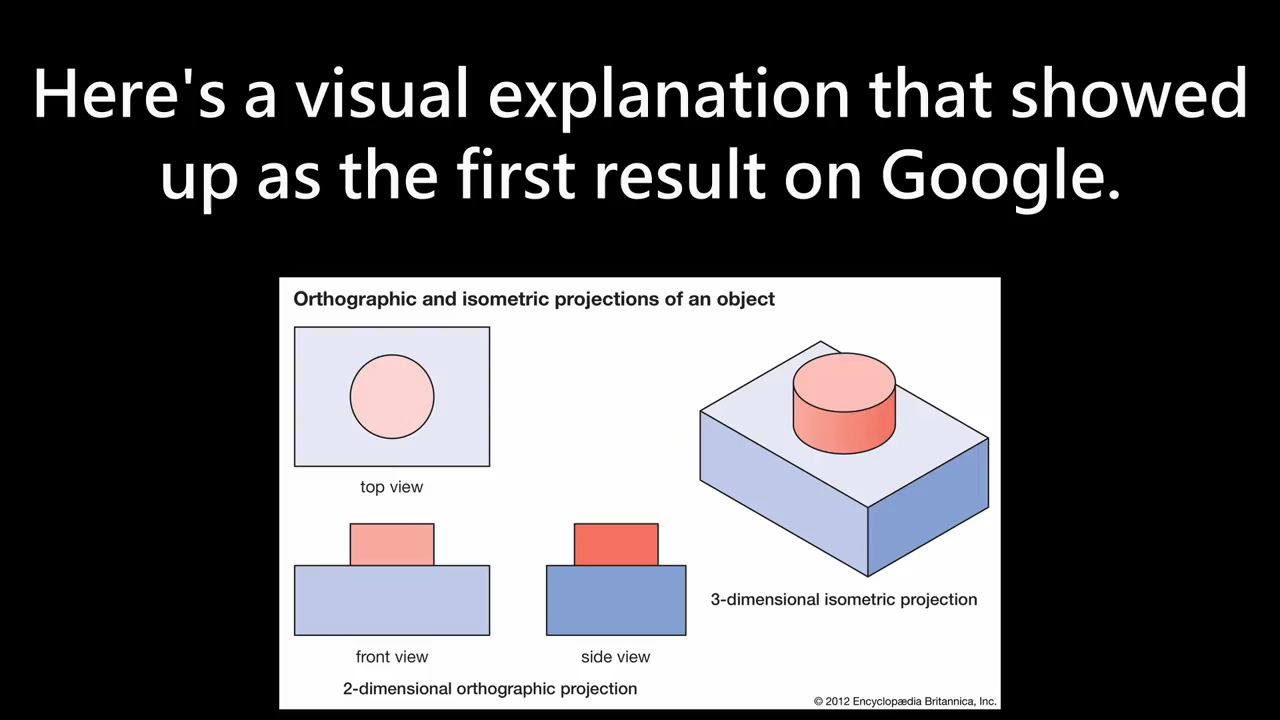 Here's a visual explanation that showed
up as the first result on Google.
Orthographic and isometric projections of an object
top view
front view
side view
2-dimensional orthographic projection
3-dimensional isometric projection
© 2012 Encyclopædia Britannica, Inc.